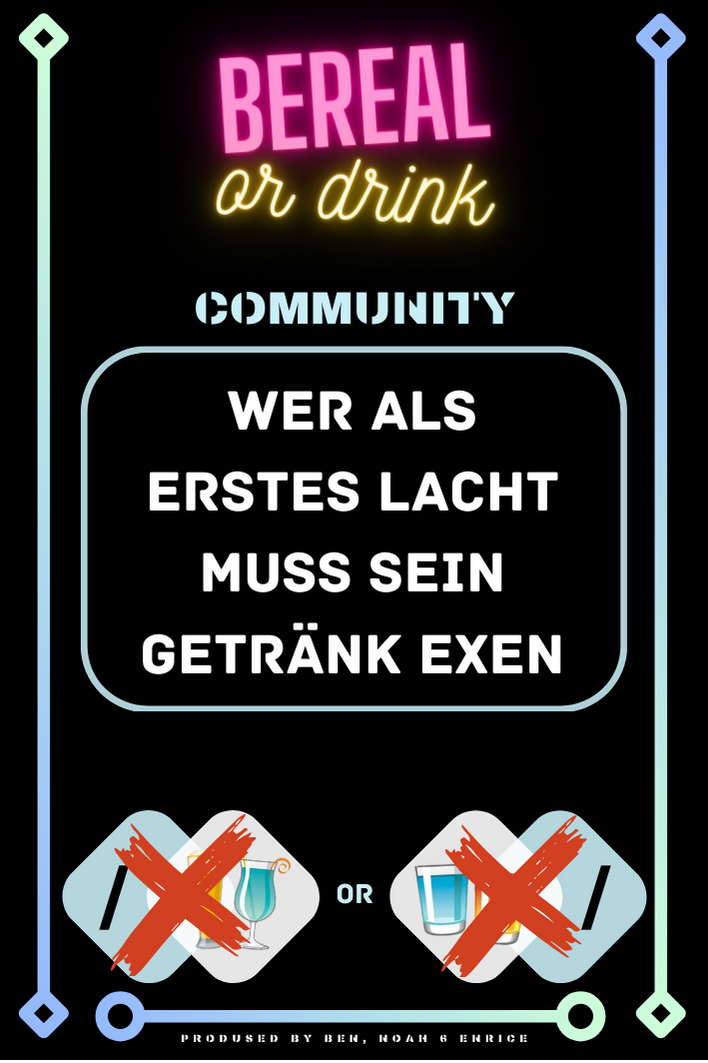 BEREAL
or drink
COMMUNITY
WER ALS
ERSTES LACHT
MUSS SEIN
GETRÄNK EXEN
/ OR /
PRODUSED BY BEN, NOAH & ENRICE